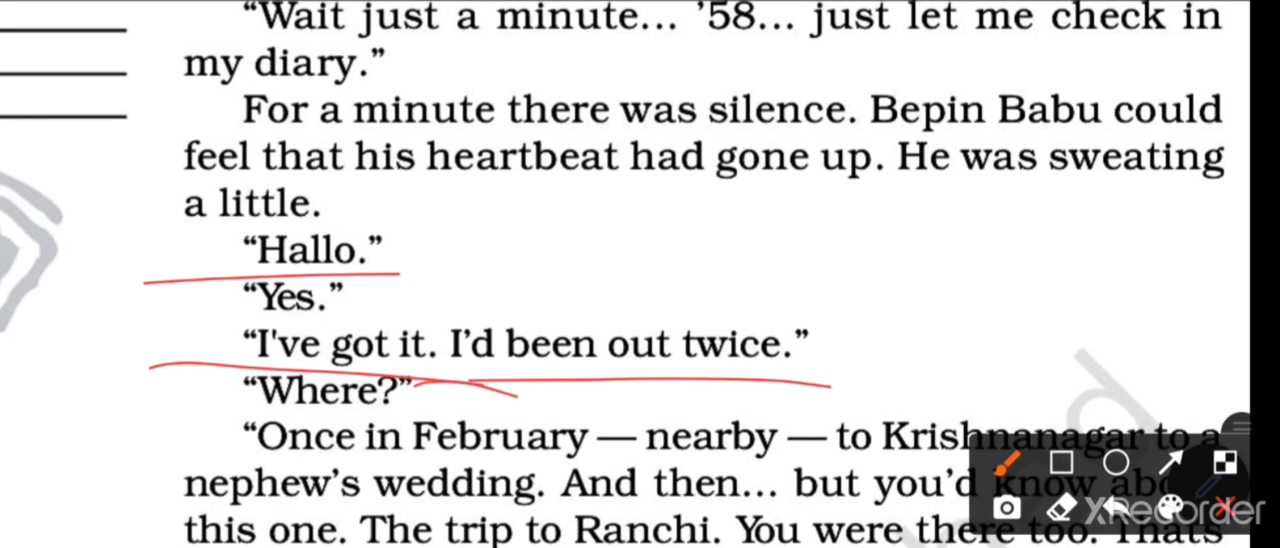 “Wait just a minute... ’58... just let me check in
my diary.”
For a minute there was silence. Bepin Babu could
feel that his heartbeat had gone up. He was sweating
a little.
“Hallo.”
“Yes.”
“I've got it. I’d been out twice.”
“Where?”
“Once in February — nearby — to Krishnanagar to a
nephew’s wedding. And then... but you’d know
this one. The trip to Ranchi. You were there too. Thats
XRecorder